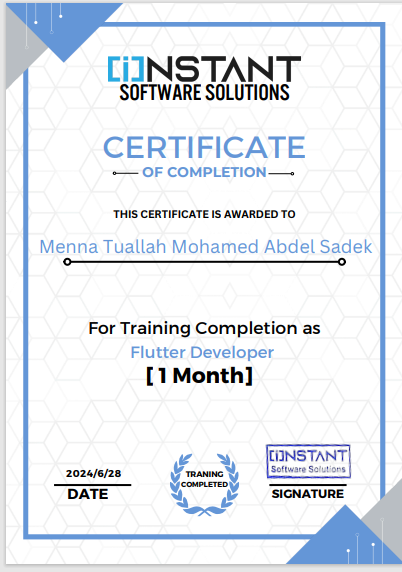 [i]NSTANT
SOFTWARE SOLUTIONS
CERTIFICATE
OF COMPLETION
THIS CERTIFICATE IS AWARDED TO
Menna Tuallah Mohamed Abdel Sadek
For Training Completion as
Flutter Developer
[ 1 Month]
2024/6/28
DATE
TRANING
COMPLETED
[i]NSTANT
Software Solutions
SIGNATURE